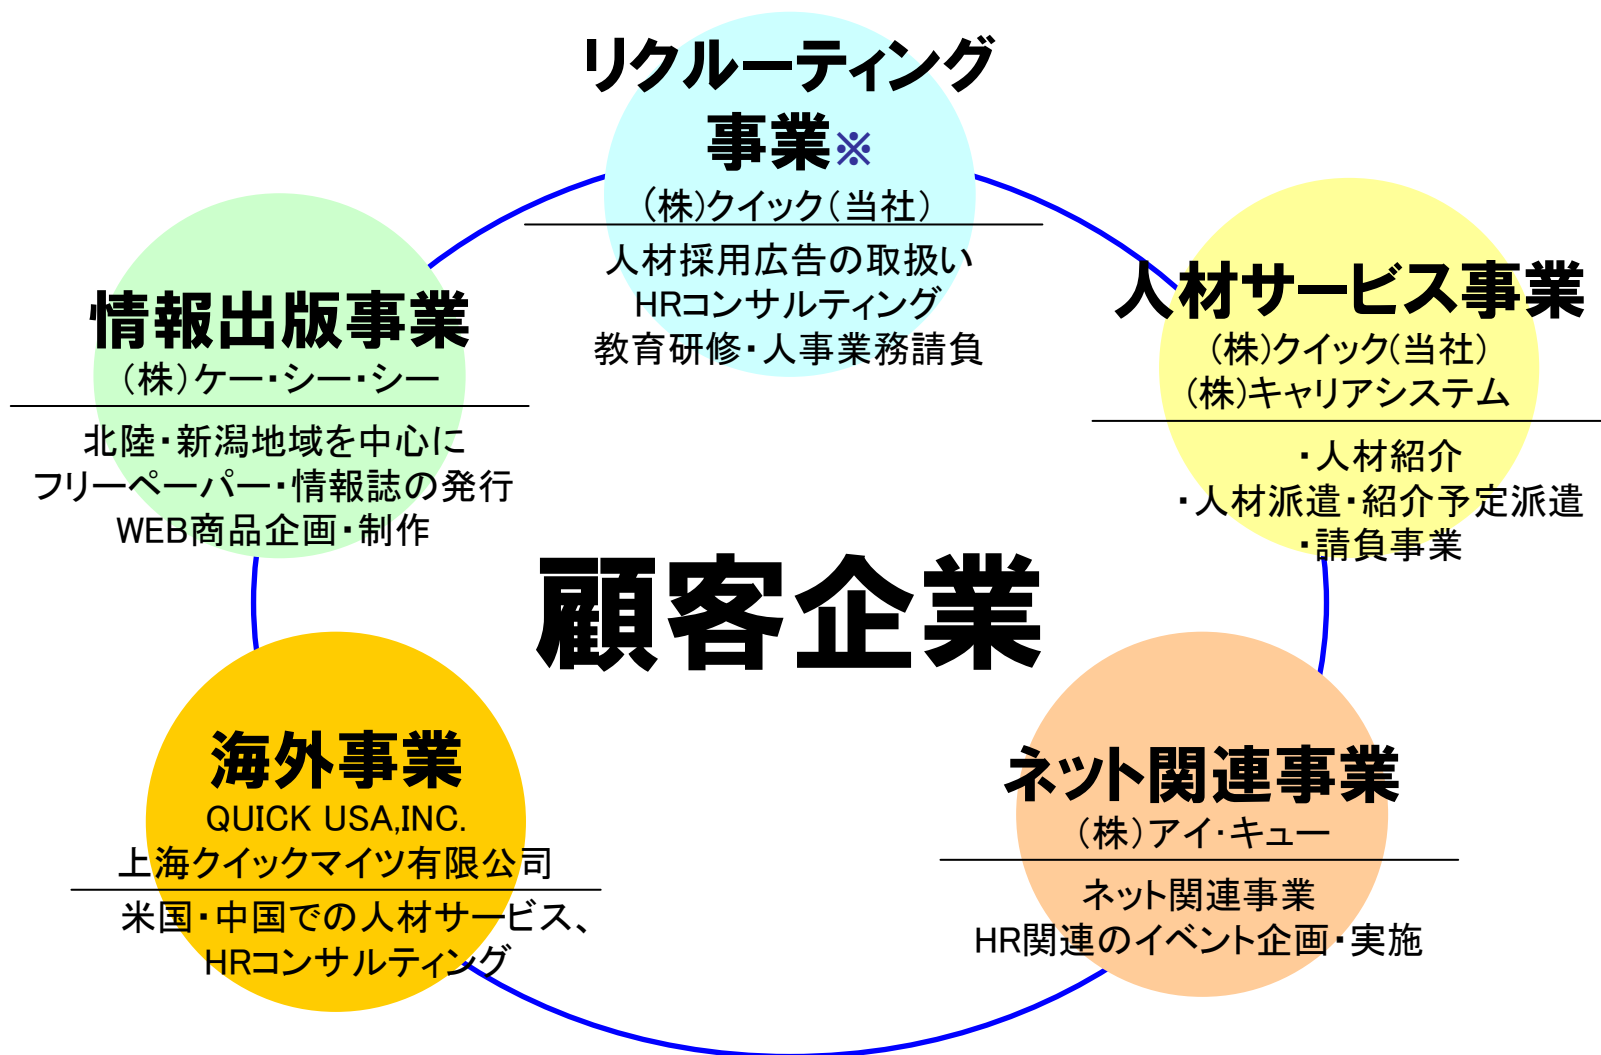 リクルーティング
事業※
(株)クイック(当社)
人材採用広告の取扱い
HRコンサルティング
教育研修・人事業務請負
情報出版事業
(株)ケー・シー・シー
北陸・新潟地域を中心に
フリーペーパー・情報誌の発行
WEB商品企画・制作
人材サービス事業
(株)クイック(当社)
(株)キャリアシステム
・人材紹介
・人材派遣・紹介予定派遣
・請負事業
顧客企業
海外事業
QUICK USA,INC.
上海クイックマイツ有限公司
米国・中国での人材サービス、
HRコンサルティング
ネット関連事業
(株)アイ・キュー
ネット関連事業
HR関連のイベント企画・実施